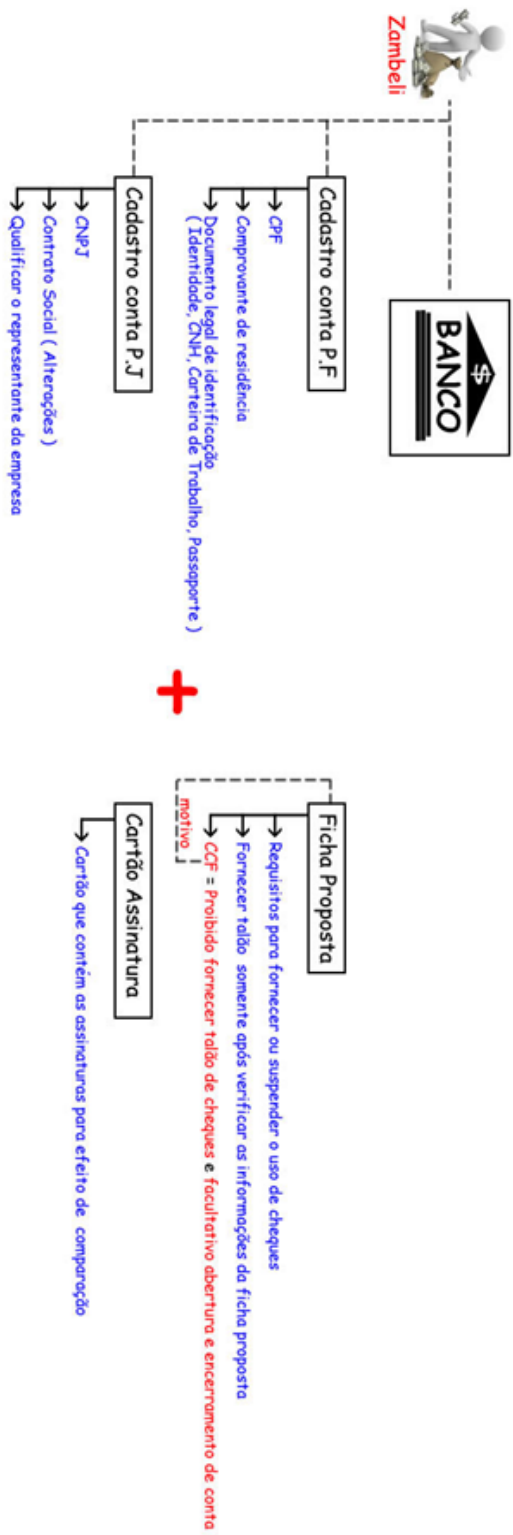 Zambeli
$
BANCO
Cadastro conta P.F
CPF
Comprovante de residência
Documento legal de identificação
( Identidade, CNH, Carteira de Trabalho, Passaporte )
Cadastro conta P.J
CNPJ
Contrato Social ( Alterações )
Qualificar o representante da empresa
+
Ficha Proposta
Requisitos para fornecer ou suspender o uso de cheques
Fornecer talão somente após verificar as informações da ficha proposta
CCF = Proibido fornecer talão de cheques e facultativo abertura e encerramento de conta
motivo
Cartão Assinatura
Cartão que contém as assinaturas para efeito de comparação